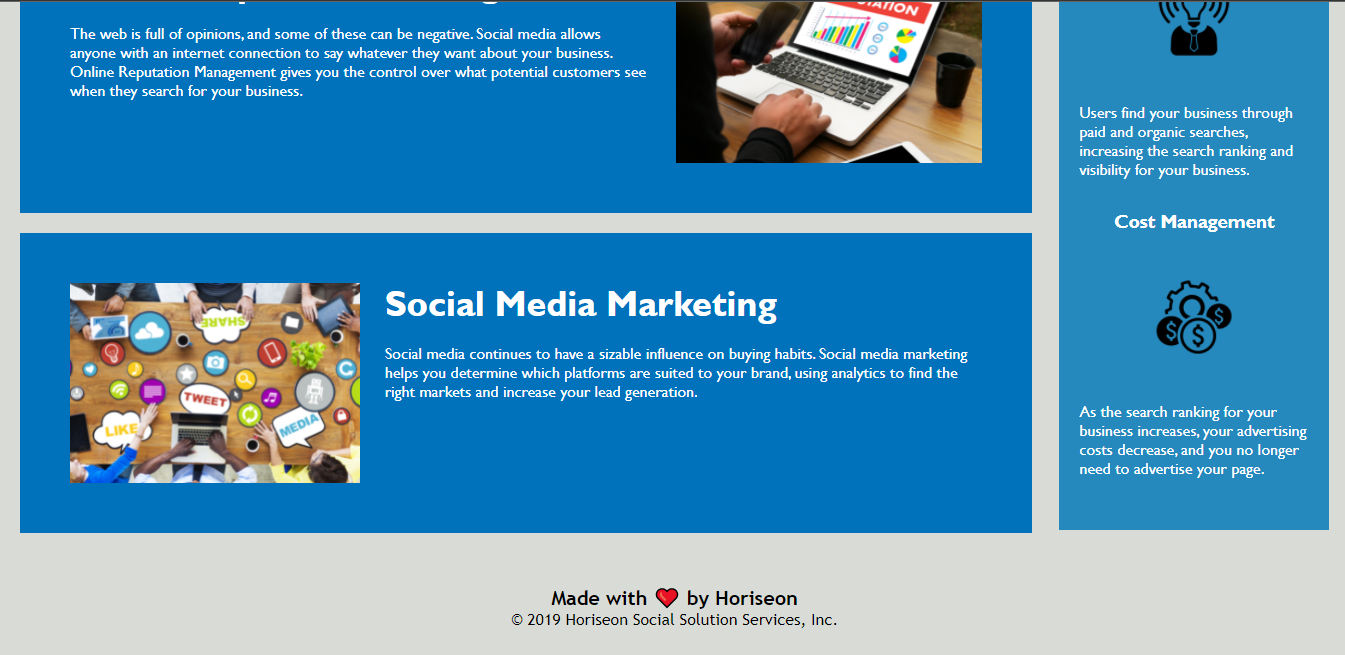 The web is full of opinions, and some of these can be negative. Social media allows
anyone with an internet connection to say whatever they want about your business.
Online Reputation Management gives you the control over what potential customers see
when they search for your business.
Users find your business through
paid and organic searches,
increasing the search ranking and
visibility for your business.
Cost Management
SHARE
TWEET
LIKE
MEDIA
Social Media Marketing
Social media continues to have a sizable influence on buying habits. Social media marketing
helps you determine which platforms are suited to your brand, using analytics to find the
right markets and increase your lead generation.
$ $ $
As the search ranking for your
business increases, your advertising
costs decrease, and you no longer
need to advertise your page.
Made with ❤ by Horiseon
© 2019 Horiseon Social Solution Services, Inc.